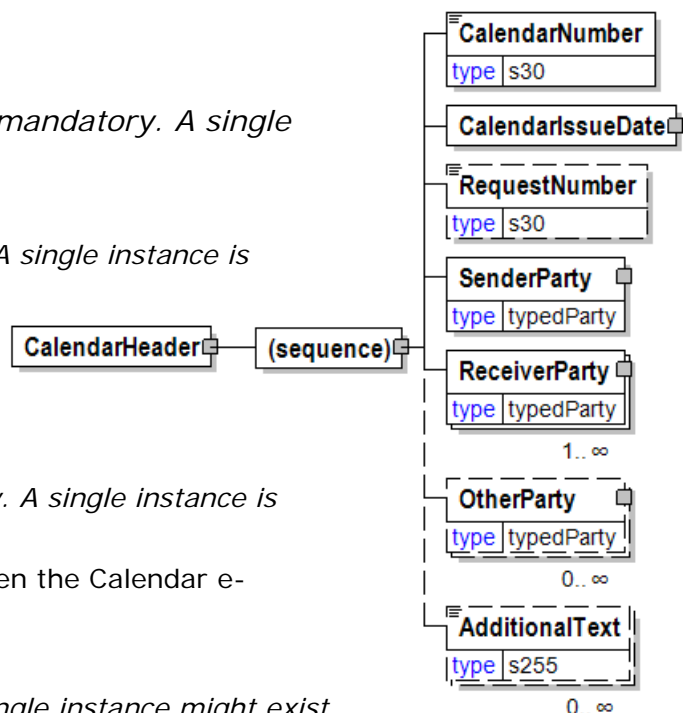 mandatory. A single
A single instance is
y. A single instance is
en the Calendar e-
ngle instance might exist
CalendarHeader
(sequence)
CalendarNumber
type s30
CalendarIssueDate
RequestNumber
type s30
SenderParty
type typedParty
ReceiverParty
type typedParty
1.. ∞
OtherParty
type typedParty
0.. ∞
AdditionalText
type s255
0.. ∞